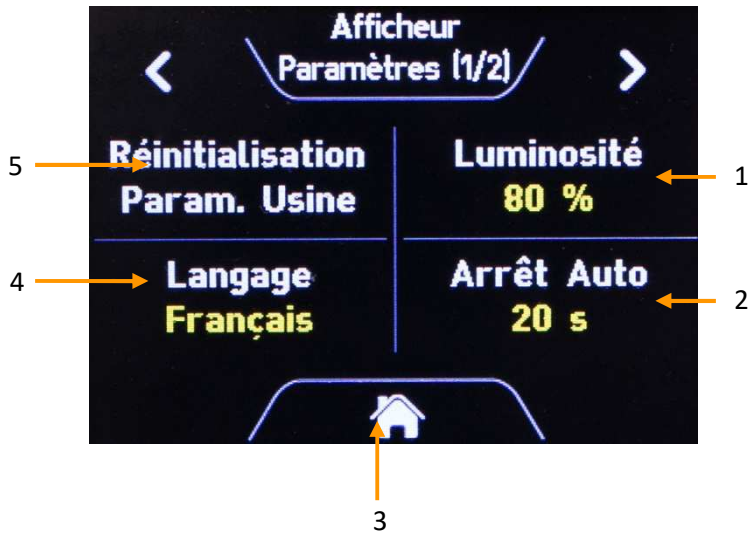 Afficheur
Paramètres (1/2)
Réinitialisation
Param. Usine
Luminosité
80 %
5
1
Langage
Français
Arrêt Auto
20 s
4
2
3